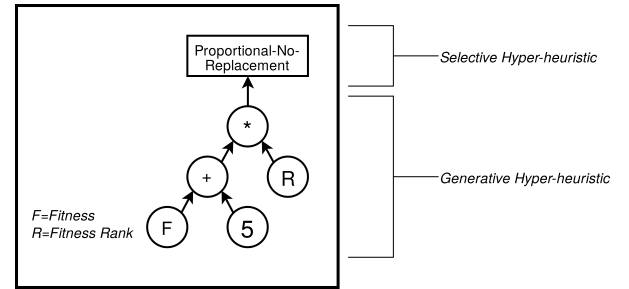 Proportional-No-
Replacement
Selective Hyper-heuristic
*
+
R
Generative Hyper-heuristic
F
5
F=Fitness
R=Fitness Rank